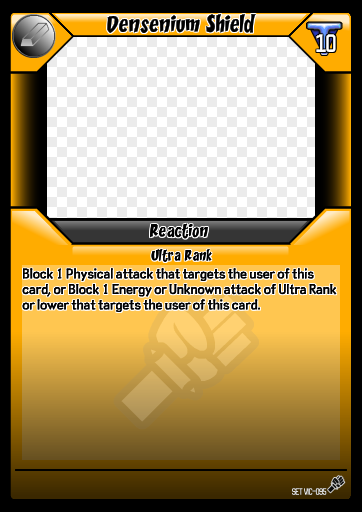 Densenium Shield
10
Reaction
Ultra Rank
Block 1 Physical attack that targets the user of this
card, or Block 1 Energy or Unknown attack of Ultra Rank
or lower that targets the user of this card.
SET VIC-095